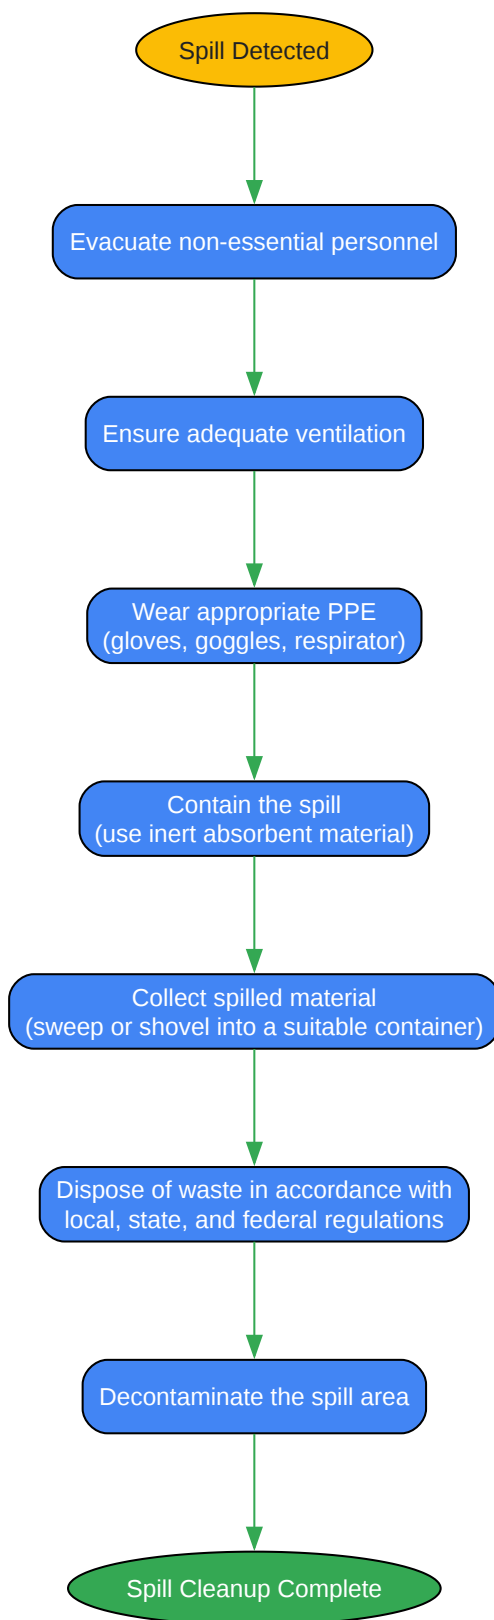 Spill Detected
Evacuate non-essential personnel
Ensure adequate ventilation
Wear appropriate PPE
(gloves, goggles, respirator)
Contain the spill
(use inert absorbent material)
Collect spilled material
(sweep or shovel into a suitable container)
Dispose of waste in accordance with
local, state, and federal regulations
Decontaminate the spill area
Spill Cleanup Complete